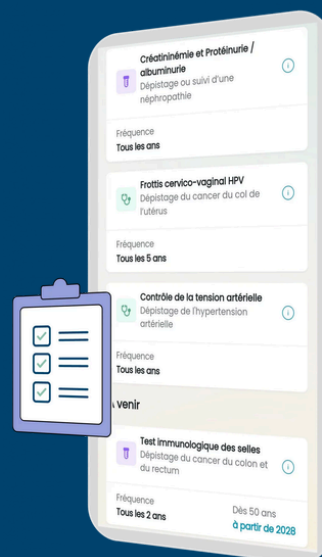 Créatininémie et Protéinurie /
albuminurie
Dépistage ou suivi d'une
néphropathie
Fréquence
Tous les ans
Frottis cervico-vaginal HPV
Dépistage du cancer du col de
l'utérus
Fréquence
Tous les 5 ans
Contrôle de la tension artérielle
Dépistage de l'hypertension
artérielle
Fréquence
Tous les ans
venir
Test immunologique des selles
Dépistage du cancer du colon et
du rectum
Fréquence
Tous les 2 ans
Dès 50 ans
à partir de 2028